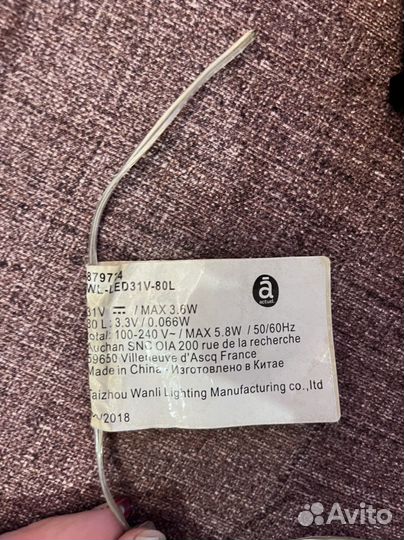 879714
WL-LED31V-80L
31V ⎓ / MAX 3.6W
80 L : 3.3V / 0.066W
Total: 100-240 V~ / MAX 5.8W / 50/60Hz
Auchan SNC OIA 200 rue de la recherche
59650 Villeneuve d'Ascq France
Made in China - Изготовлено в Китае
Taizhou Wanli Lighting Manufacturing co.,ltd
/2018
ā
actuel
Avito